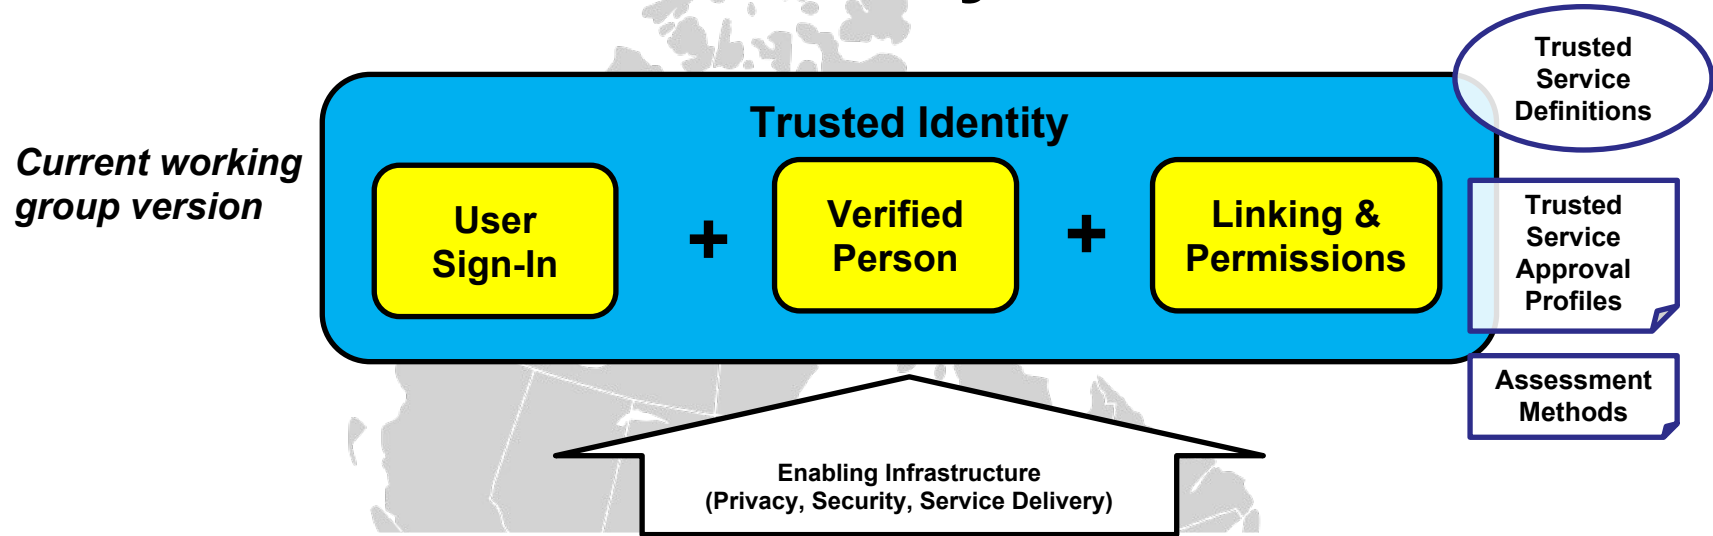 Trusted Identity
Current working
group version
User
Sign-In
+
Verified
Person
+
Linking &
Permissions
Trusted
Service
Definitions
Trusted
Service
Approval
Profiles
Assessment
Methods
Enabling Infrastructure
(Privacy, Security, Service Delivery)